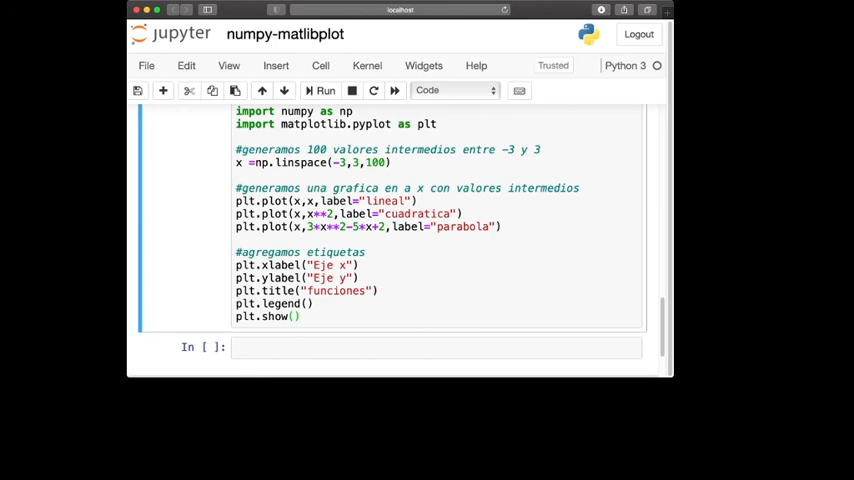 localhost
jupyter numpy-matlibplot Logout
File Edit View Insert Cell Kernel Widgets Help Trusted Python 3
Run Code
import numpy as np
import matplotlib.pyplot as plt
#generamos 100 valores intermedios entre -3 y 3
x =np.linspace(-3,3,100)
#generamos una grafica en a x con valores intermedios
plt.plot(x,x,label="lineal")
plt.plot(x,x**2,label="cuadratica")
plt.plot(x,3*x**2-5*x+2,label="parabola")
#agregamos etiquetas
plt.xlabel("Eje x")
plt.ylabel("Eje y")
plt.title("funciones")
plt.legend()
plt.show()
In [ ]: